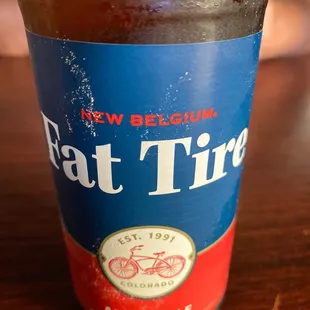 NEW BELGIUM
Fat Tire
EST. 1991
COLORADO